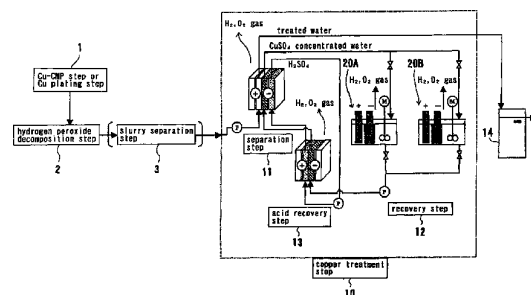 H₂,O₂ gas
treated water
CuSO₄ concentrated water
1
Cu-CMP step or
Cu plating step
H₂SO₄
20A
H₂,O₂ gas
20B
H₂,O₂ gas
+ -
M
+ -
M
+ -
H₂,O₂ gas
14
hydrogen peroxide
decomposition step
2
slurry separation
step
3
P
separation
step
11
+ -
P
P
acid recovery
step
13
recovery step
12
copper treatment
step
10